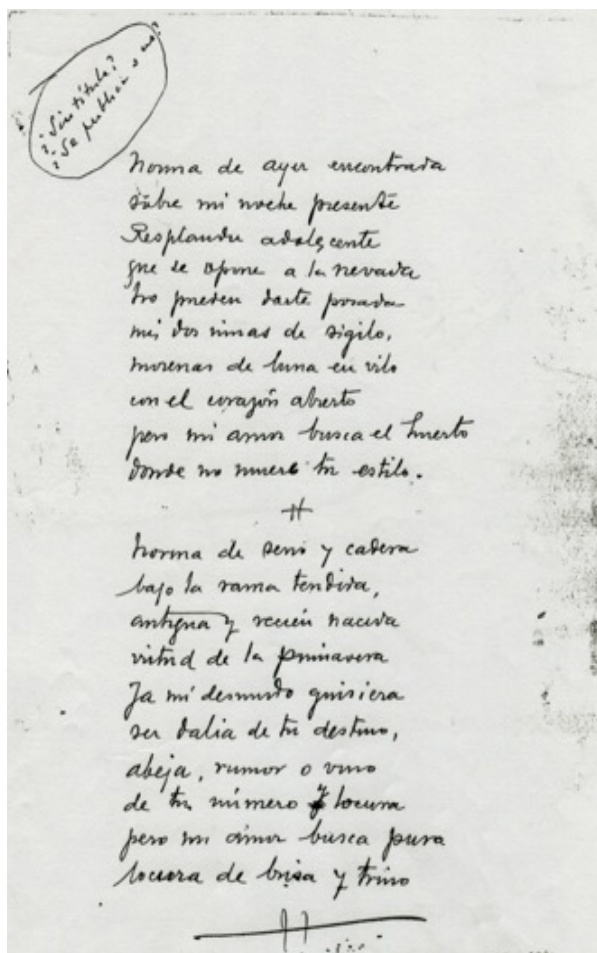 ¿Sin título?
¿Se publicó o no?
Norma de ayer encontrada
sobre mi noche presente
Resplandor adolescente
que se opone a la nevada
No pueden darte posada
mis dos ninas de sigilo,
morenas de luna en vilo
con el corazón abierto
pero mi amor busca el huerto
donde no muere tu estilo.
Norma de seno y cadera
bajo la rama tendida,
antigua y recién nacida
virtud de la primavera
Ya mi desnudo quisiera
ser dalia de tu destino,
abeja, rumor o vino
de tu número y locura
pero mi amor busca pura
locura de brisa y trino